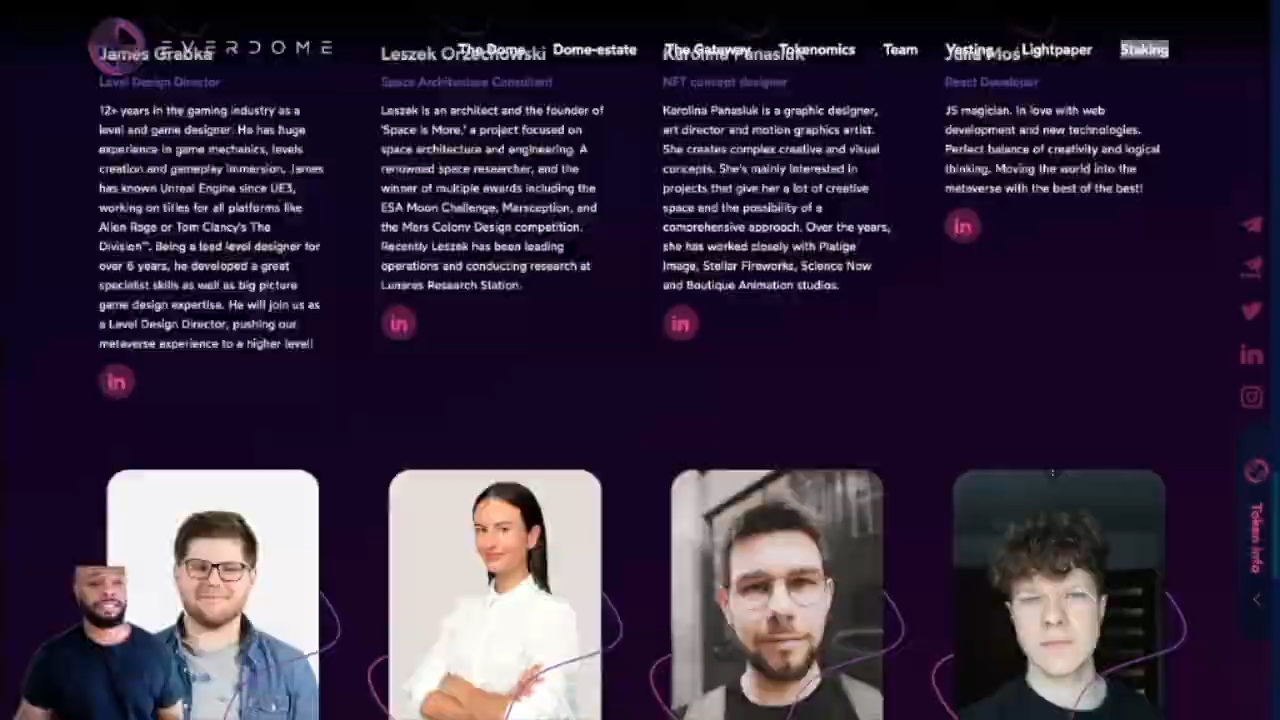 EVERDOME
The Dome
Dome-estate
The Gateway
Tokenomics
Team
Vesting
Lightpaper
Staking
James Grabka
Level Design Director
12+ years in the gaming industry as a
level and game designer. He has huge
experience in game mechanics, levels
creation and gameplay immersion. James
has known Unreal Engine since UE3,
working on titles for all platforms like
Alien Rage or Tom Clancy's The
Division™. Being a lead level designer for
over 6 years, he developed a great
specialist skills as well as big picture
game design expertise. He will join us as
a Level Design Director, pushing our
metaverse experience to a higher level!
in
Leszek Orzechowski
Space Architecture Consultant
Leszek is an architect and the founder of
'Space is More,' a project focused on
space architecture and engineering. A
renowned space researcher, and the
winner of multiple awards including the
ESA Moon Challenge, Marsception, and
the Mars Colony Design competition.
Recently Leszek has been leading
operations and conducting research at
Lunares Research Station.
in
Karolina Panasiuk
NFT concept designer
Karolina Panasiuk is a graphic designer,
art director and motion graphics artist.
She creates complex creative and visual
concepts. She's mainly interested in
projects that give her a lot of creative
space and the possibility of a
comprehensive approach. Over the years,
she has worked closely with Platige
Image, Stellar Fireworks, Science Now
and Boutique Animation studios.
in
Julia Mos
React Developer
JS magician. In love with web
development and new technologies.
Perfect balance of creativity and logical
thinking. Moving the world into the
metaverse with the best of the best!
in
in
Token info